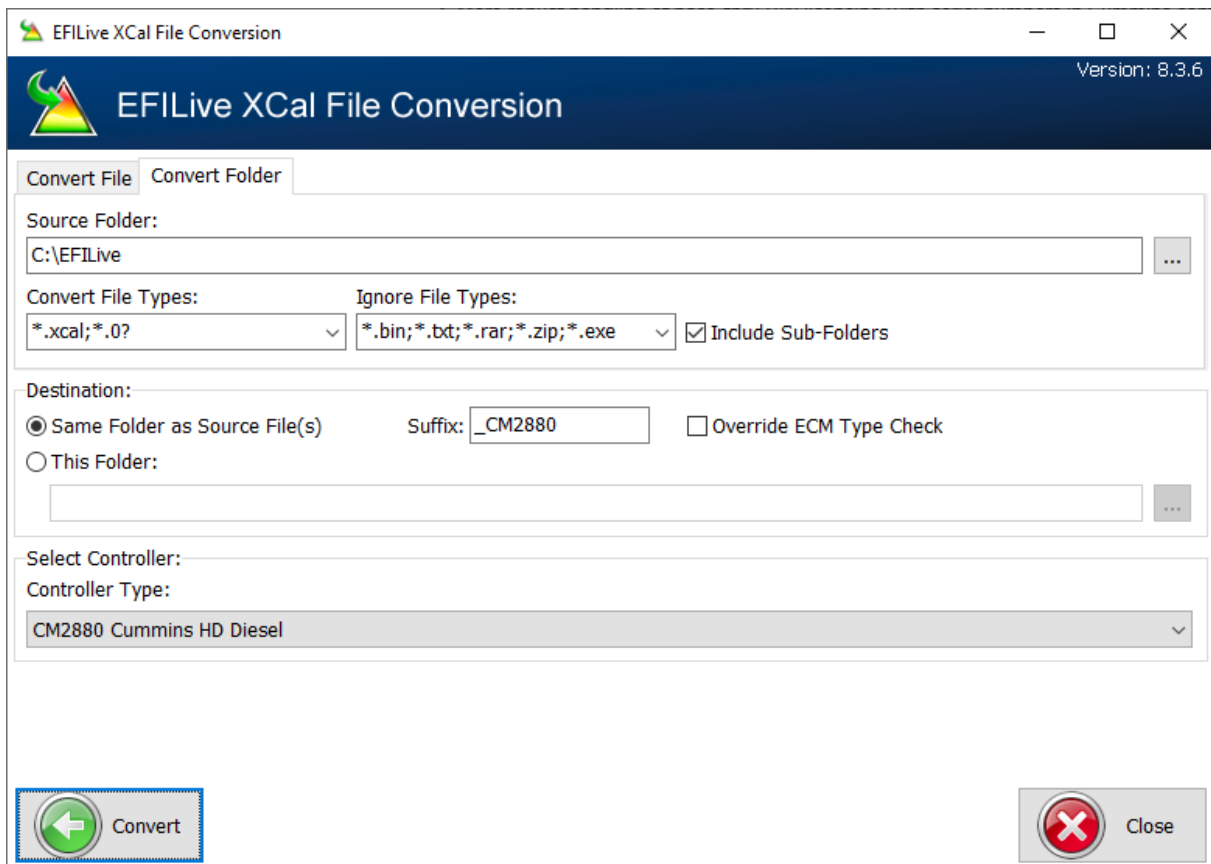 EFILive XCal File Conversion
Version: 8.3.6
EFILive XCal File Conversion
Convert File Convert Folder
Source Folder:
C:\EFILive
...
Convert File Types: Ignore File Types:
*.xcal;*.0? *.bin;*.txt;*.rar;*.zip;*.exe Include Sub-Folders
Destination:
Same Folder as Source File(s) Suffix: _CM2880 Override ECM Type Check
This Folder:
...
Select Controller:
Controller Type:
CM2880 Cummins HD Diesel
Convert Close